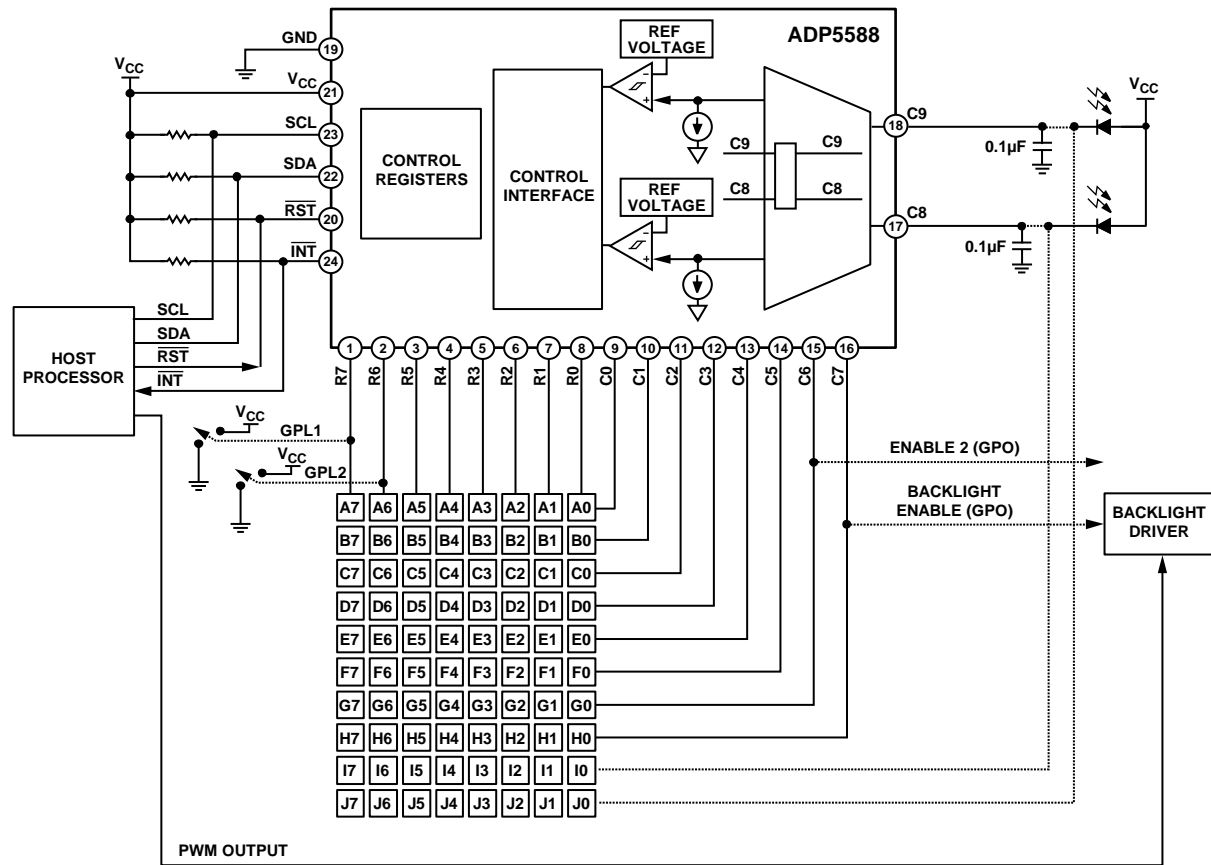 ADP5588
GND
19
VCC
VCC
21
SCL
23
SDA
22
RST
20
INT
24
CONTROL
REGISTERS
CONTROL
INTERFACE
REF
VOLTAGE
–
+
C9 C9
C8 C8
REF
VOLTAGE
–
+
18
C9
17
C8
VCC
0.1µF
0.1µF
HOST
PROCESSOR
SCL
SDA
RST
INT
1 2 3 4 5 6 7 8 9 10 11 12 13 14 15 16
R7 R6 R5 R4 R3 R2 R1 R0 C0 C1 C2 C3 C4 C5 C6 C7
VCC
GPL1
VCC
GPL2
ENABLE 2 (GPO)
BACKLIGHT
ENABLE (GPO)
BACKLIGHT
DRIVER
A7 A6 A5 A4 A3 A2 A1 A0
B7 B6 B5 B4 B3 B2 B1 B0
C7 C6 C5 C4 C3 C2 C1 C0
D7 D6 D5 D4 D3 D2 D1 D0
E7 E6 E5 E4 E3 E2 E1 E0
F7 F6 F5 F4 F3 F2 F1 F0
G7 G6 G5 G4 G3 G2 G1 G0
H7 H6 H5 H4 H3 H2 H1 H0
I7 I6 I5 I4 I3 I2 I1 I0
J7 J6 J5 J4 J3 J2 J1 J0
PWM OUTPUT